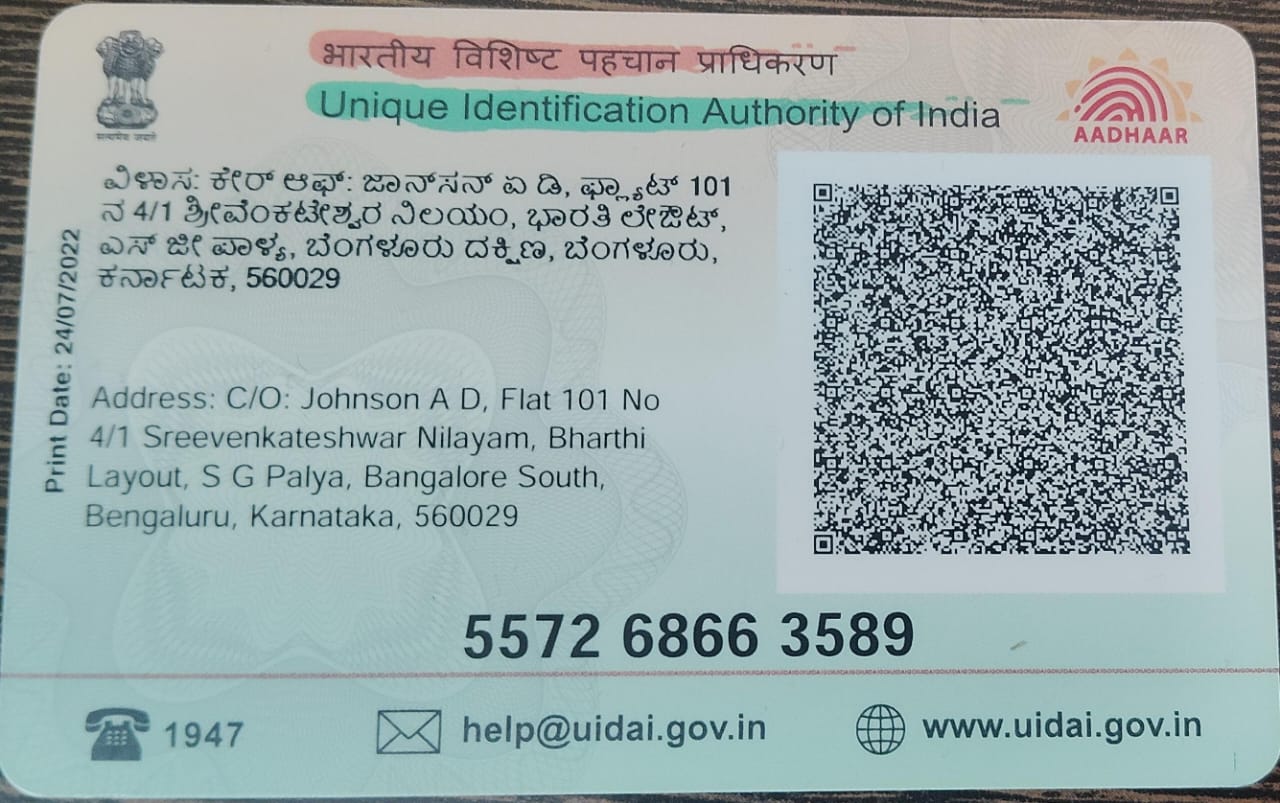 भारतीय विशिष्ट पहचान प्राधिकरण
Unique Identification Authority of India
सत्यमेव जयते
AADHAAR
ವಿಳಾಸ: ಕೇರ್ ಆಫ್: ಜಾನ್‌ಸನ್ ಏ ಡಿ, ಫ್ಲ್ಯಾಟ್ 101
ನ 4/1 ಶ್ರೀವೆಂಕಟೇಶ್ವರ ನಿಲಯಂ, ಭಾರತಿ ಲೇಔಟ್,
ಎಸ್ ಜೀ ಪಾಳ್ಯ, ಬೆಂಗಳೂರು ದಕ್ಷಿಣ, ಬೆಂಗಳೂರು,
ಕರ್ನಾಟಕ, 560029
Print Date: 24/07/2022
Address: C/O: Johnson A D, Flat 101 No
4/1 Sreevenkateshwar Nilayam, Bharthi
Layout, S G Palya, Bangalore South,
Bengaluru, Karnataka, 560029
5572 6866 3589
1947
help@uidai.gov.in
www.uidai.gov.in